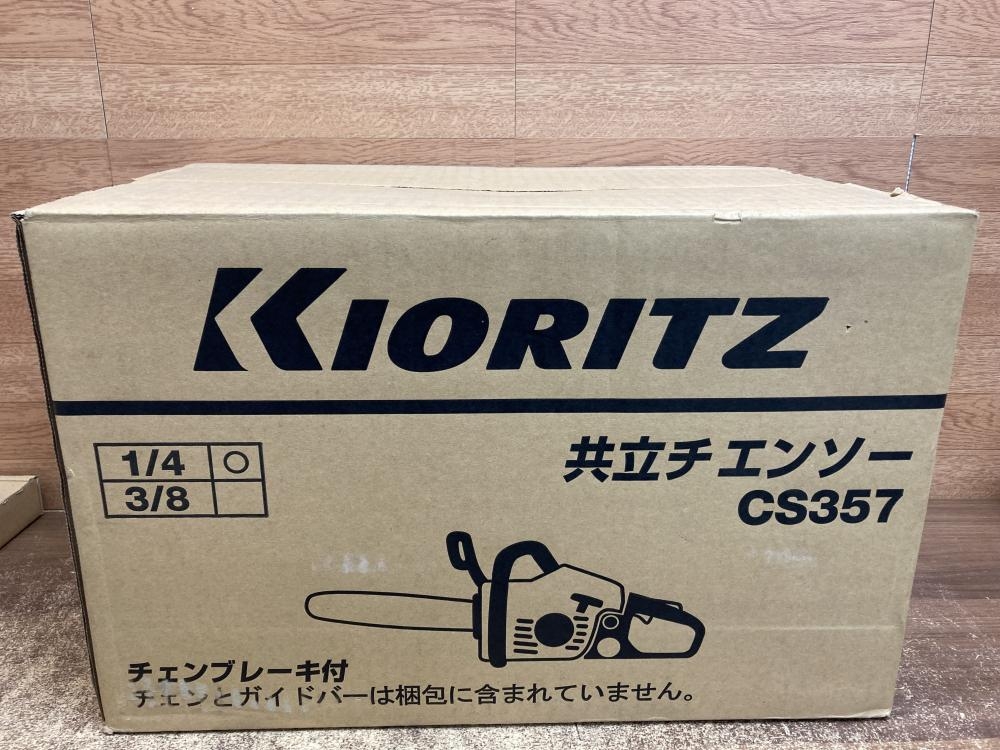 KIORITZ
1/4 ○
3/8
共立チエンソー
CS357
チェンブレーキ付
チェンとガイドバーは梱包に含まれていません。